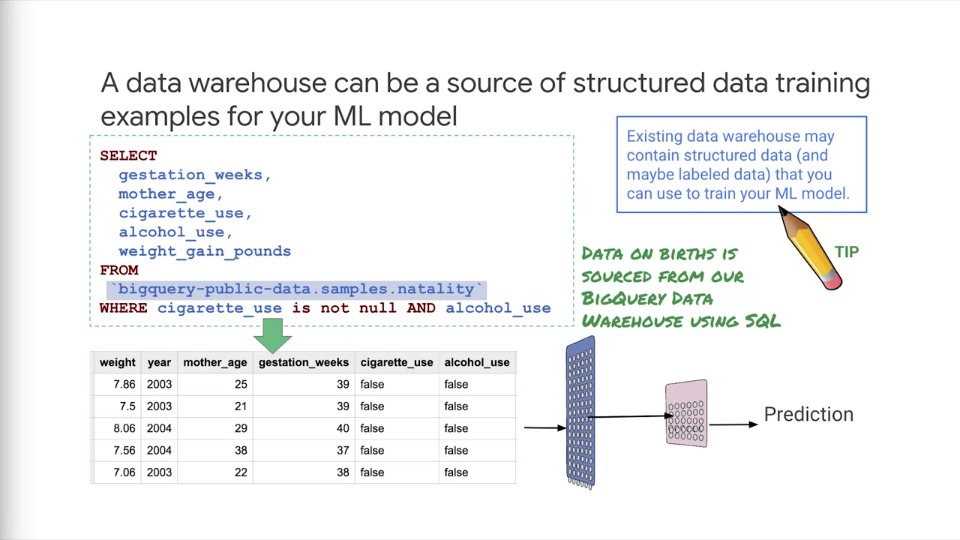 A data warehouse can be a source of structured data training
examples for your ML model
SELECT
gestation_weeks,
mother_age,
cigarette_use,
alcohol_use,
weight_gain_pounds
FROM
`bigquery-public-data.samples.natality`
WHERE cigarette_use is not null AND alcohol_use
Existing data warehouse may
contain structured data (and
maybe labeled data) that you
can use to train your ML model.
TIP
Data on births is
sourced from our
BigQuery Data
Warehouse using SQL
weight year mother_age gestation_weeks cigarette_use alcohol_use
7.86 2003 25 39 false false
7.5 2003 21 39 false false
8.06 2004 29 40 false false
7.56 2004 38 37 false false
7.06 2003 22 38 false false
Prediction